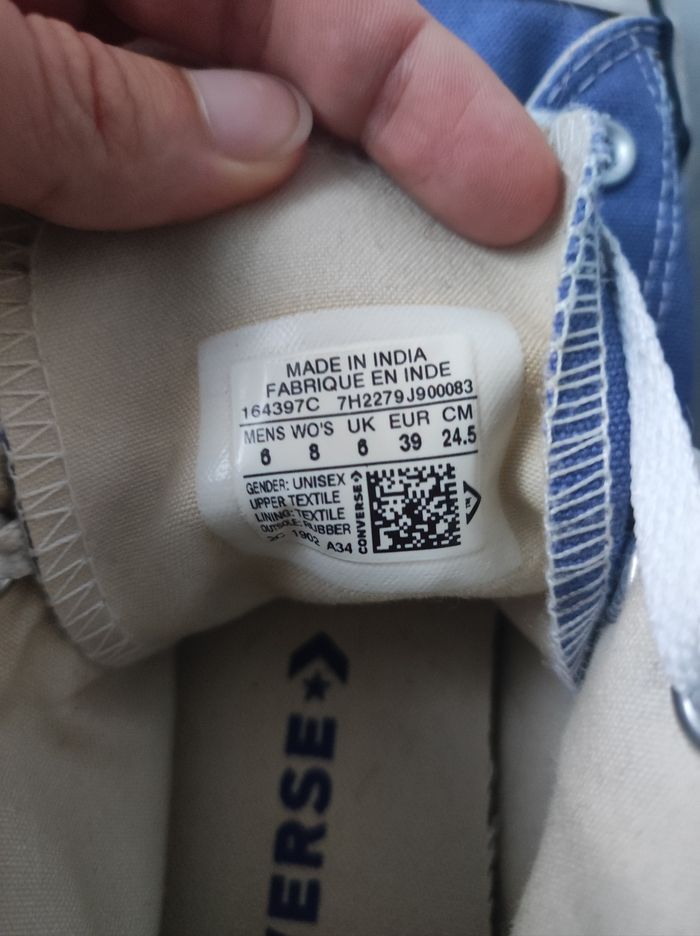 MADE IN INDIA
FABRIQUE EN INDE
164397C 7H2279J900083
MENS WO'S UK EUR CM
6 8 6 39 24.5
GENDER: UNISEX
UPPER: TEXTILE
LINING: TEXTILE
OUTSOLE: RUBBER
1902 A34
CONVERSE
VERSE